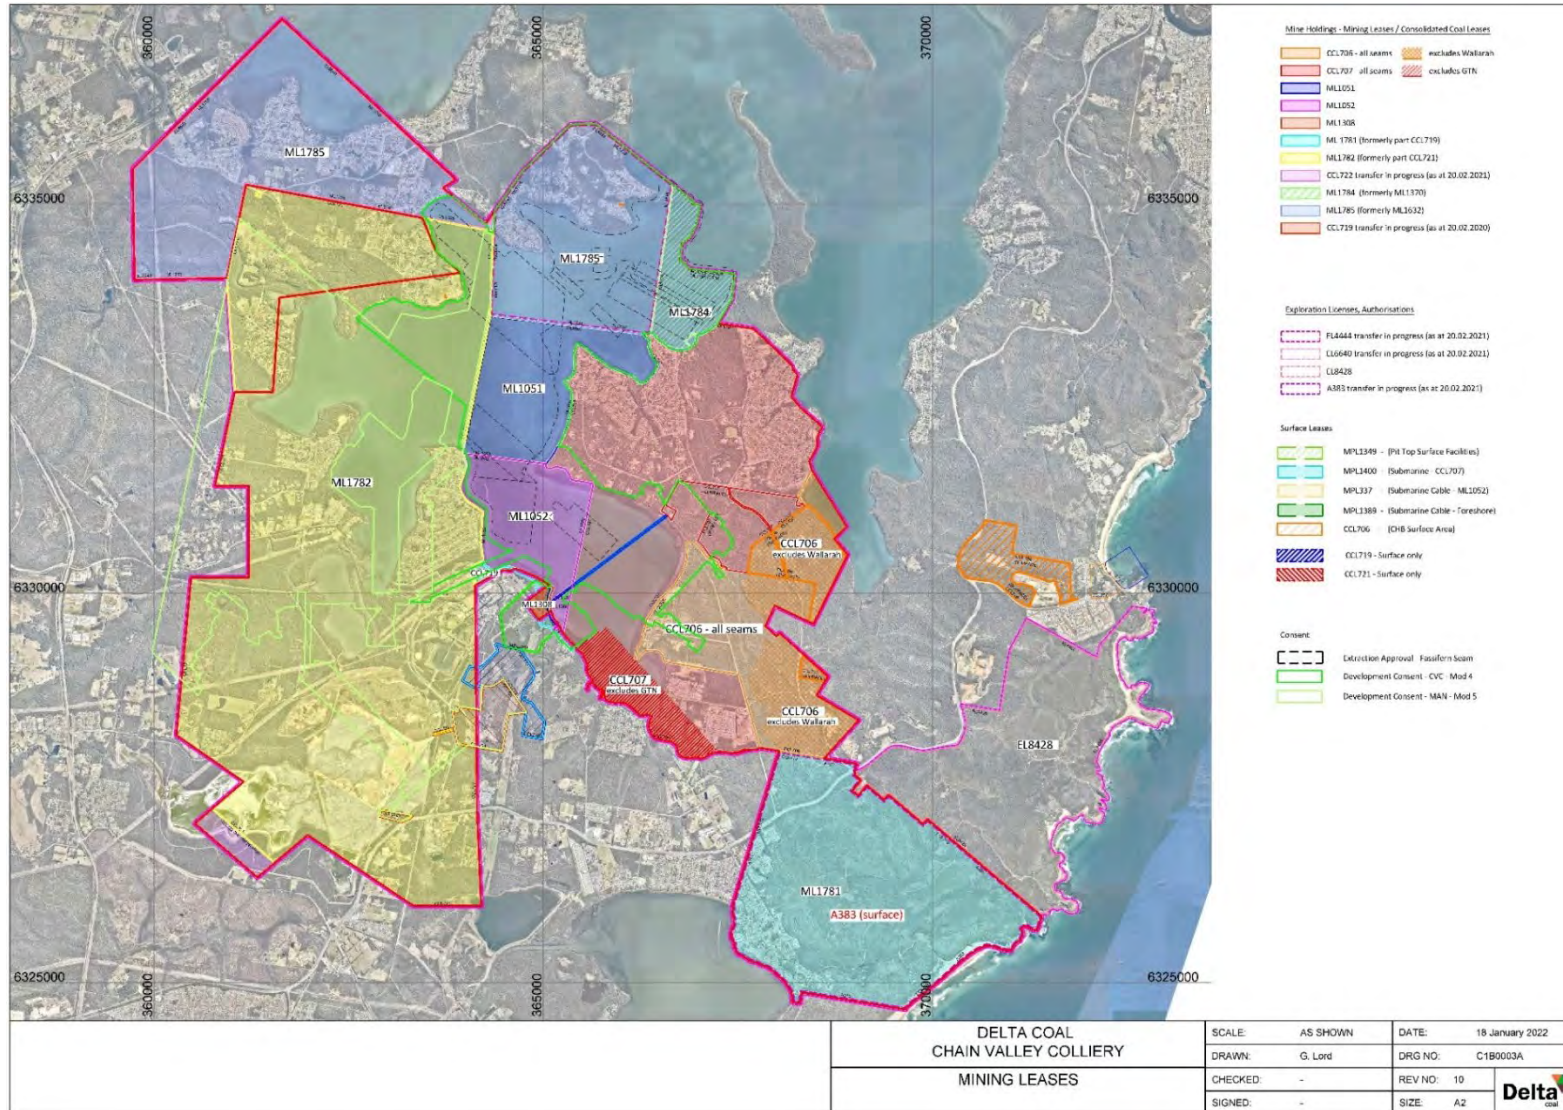 360000
365000
370000
6335000
6335000
6330000
6330000
6325000
6325000
360000
365000
370000
ML1785
ML1785
ML1784
ML1051
ML1782
ML1052
CCL719
ML1308
CCL706
excludes Wallarah
CCL706 - all seams
CCL707
excludes GTN
CCL706
excludes Wallarah
EL8428
ML1781
A383 (surface)
Mine Holdings - Mining Leases / Consolidated Coal Leases
CCL706 - all seams excludes Wallarah
CCL707 - all seams excludes GTN
ML1051
ML1052
ML1308
ML 1781 (formerly part CCL719)
ML1782 (formerly part CCL721)
CCL722 transfer in progress (as at 20.02.2021)
ML1784 (formerly ML1370)
ML1785 (formerly ML1632)
CCL719 transfer in progress (as at 20.02.2020)
Exploration Licenses, Authorisations
EL4444 transfer in progress (as at 20.02.2021)
EL6640 transfer in progress (as at 20.02.2021)
EL8428
A383 transfer in progress (as at 20.02.2021)
Surface Leases
MPL1349 - (Pit Top Surface Facilities)
MPL1400 - (Submarine - CCL707)
MPL337 - (Submarine Cable - ML1052)
MPL1389 - (Submarine Cable - Foreshore)
CCL706 - (CHB Surface Area)
CCL719 - Surface only
CCL721 - Surface only
Consent
Extraction Approval - Fassifern Seam
Development Consent - CVC - Mod 4
Development Consent - MAN - Mod 5
DELTA COAL
CHAIN VALLEY COLLIERY
MINING LEASES
SCALE: AS SHOWN
DATE: 18 January 2022
DRAWN: G. Lord
DRG NO: C1B0003A
CHECKED: -
REV NO: 10
SIGNED: -
SIZE: A2
Delta
coal